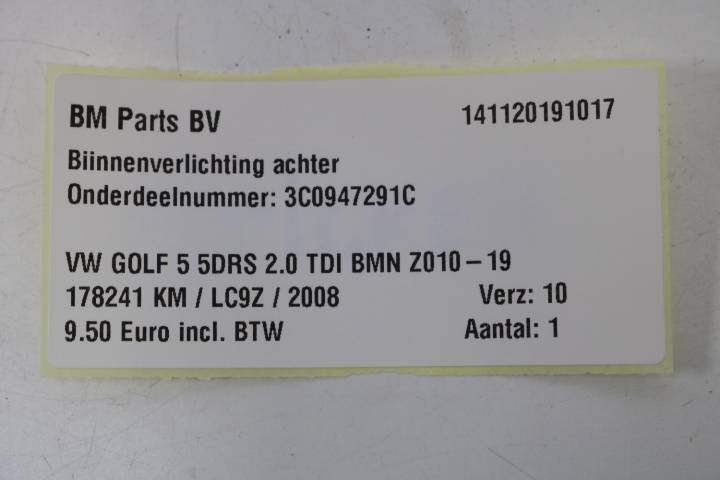 BM Parts BV 141120191017
Biinnenverlichting achter
Onderdeelnummer: 3C0947291C
VW GOLF 5 5DRS 2.0 TDI BMN Z010-19
178241 KM / LC9Z / 2008 Verz: 10
9.50 Euro incl. BTW Aantal: 1